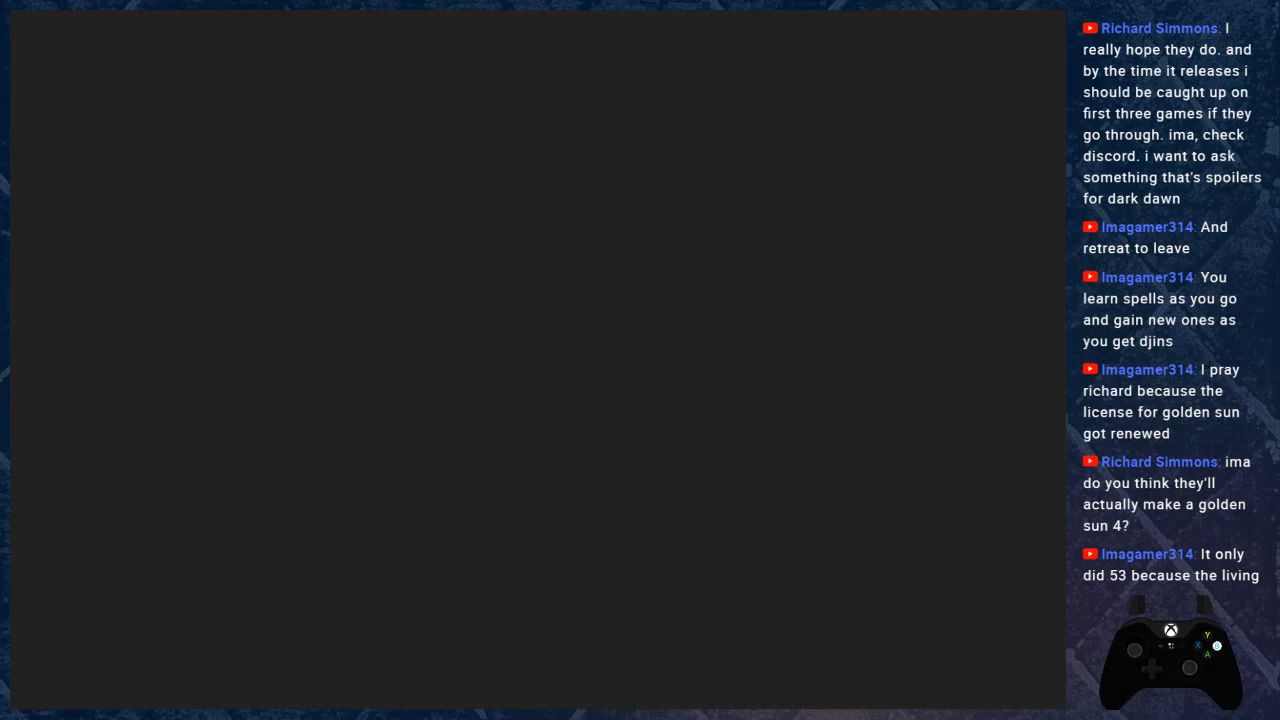 Richard Simmons: I
really hope they do. and
by the time it releases i
should be caught up on
first three games if they
go through. ima, check
discord. i want to ask
something that's spoilers
for dark dawn
Imagamer314: And
retreat to leave
Imagamer314: You
learn spells as you go
and gain new ones as
you get djins
Imagamer314: I pray
richard because the
license for golden sun
got renewed
Richard Simmons: ima
do you think they'll
actually make a golden
sun 4?
Imagamer314: It only
did 53 because the living
Y
X
A